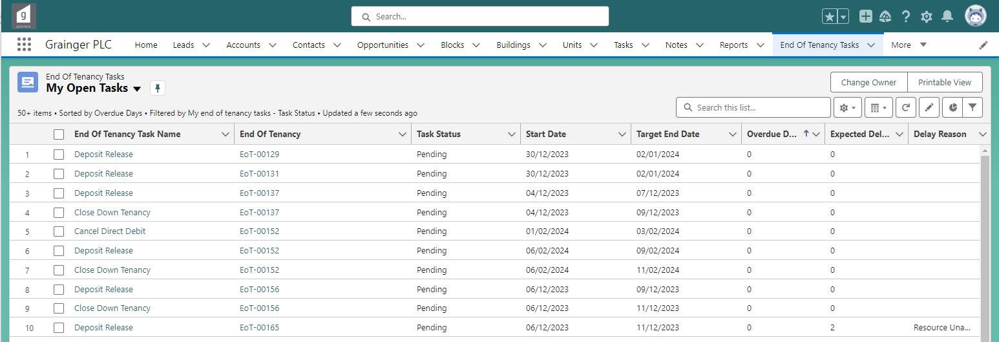 g
Search...
Grainger PLC Home Leads Accounts Contacts Opportunities Blocks Buildings Units Tasks Notes Reports End Of Tenancy Tasks More
End Of Tenancy Tasks
My Open Tasks
Change Owner Printable View
50+ items • Sorted by Overdue Days • Filtered by My end of tenancy tasks - Task Status • Updated a few seconds ago
Search this list...
End Of Tenancy Task Name End Of Tenancy Task Status Start Date Target End Date Overdue D... Expected Del... Delay Reason
1 Deposit Release EoT-00129 Pending 30/12/2023 02/01/2024 0 0
2 Deposit Release EoT-00131 Pending 30/12/2023 02/01/2024 0 0
3 Deposit Release EoT-00137 Pending 04/12/2023 07/12/2023 0 0
4 Close Down Tenancy EoT-00137 Pending 04/12/2023 09/12/2023 0 0
5 Cancel Direct Debit EoT-00152 Pending 01/02/2024 03/02/2024 0 0
6 Deposit Release EoT-00152 Pending 06/02/2024 09/02/2024 0 0
7 Close Down Tenancy EoT-00152 Pending 06/02/2024 11/02/2024 0 0
8 Deposit Release EoT-00156 Pending 06/12/2023 09/12/2023 0 0
9 Close Down Tenancy EoT-00156 Pending 06/12/2023 11/12/2023 0 0
10 Deposit Release EoT-00165 Pending 06/12/2023 11/12/2023 0 2 Resource Una...